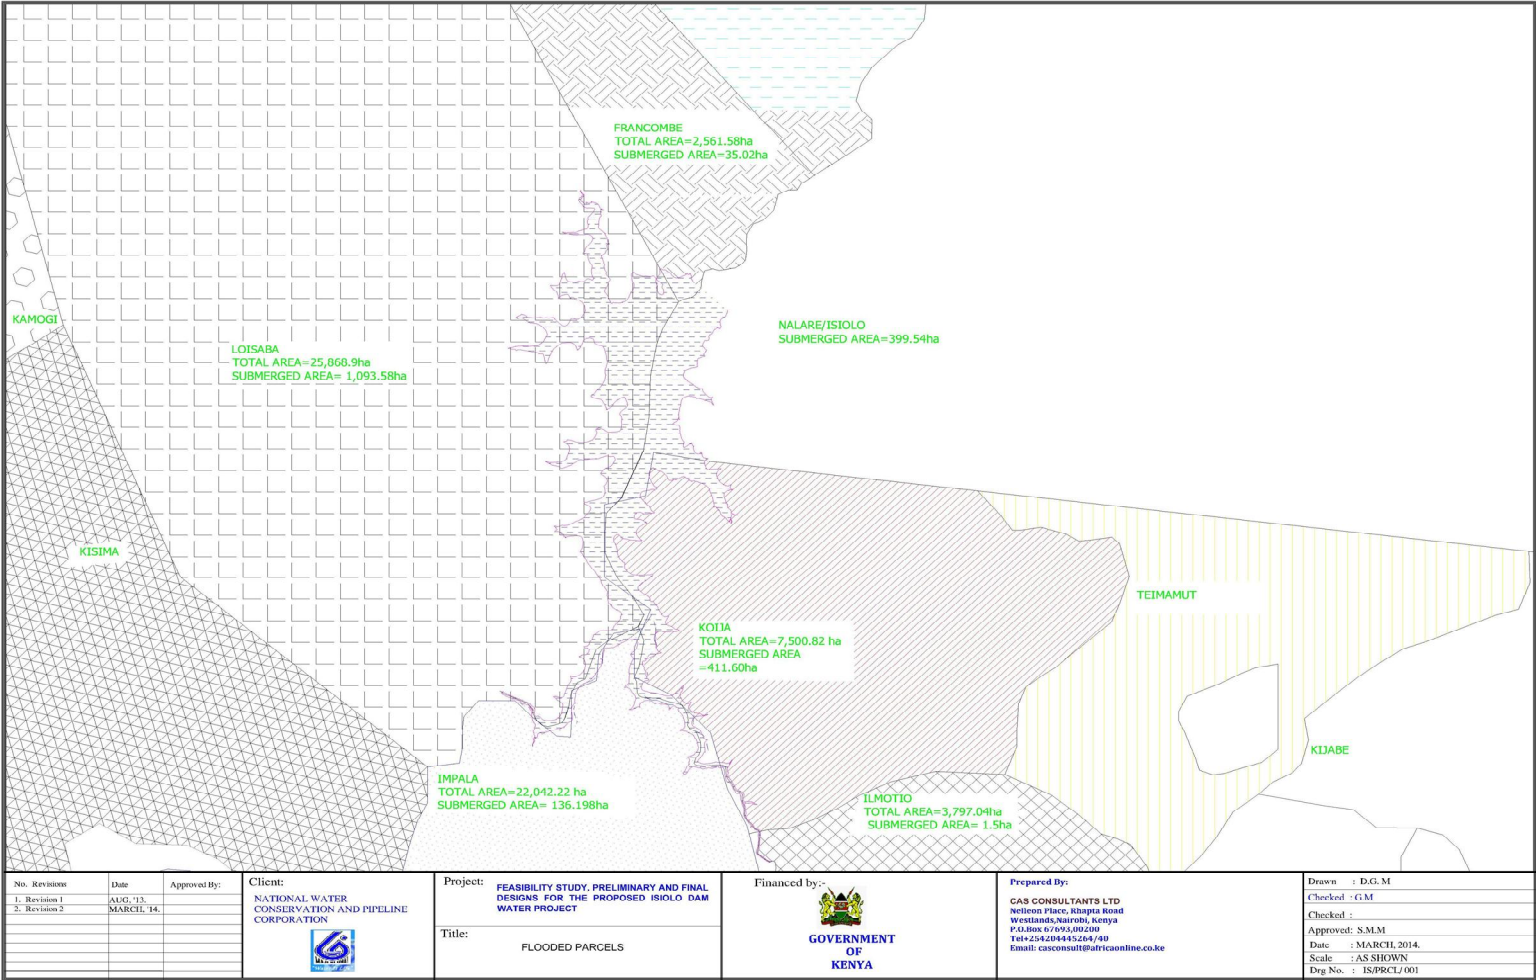 FRANCOMBE
TOTAL AREA=2,561.58ha
SUBMERGED AREA=35.02ha
KAMOGI
NALARE/ISIOLO
SUBMERGED AREA=399.54ha
LOISABA
TOTAL AREA=25,868.9ha
SUBMERGED AREA= 1,093.58ha
KISIMA
TEIMAMUT
KOIJA
TOTAL AREA=7,500.82 ha
SUBMERGED AREA
=411.60ha
KIJABE
IMPALA
TOTAL AREA=22,042.22 ha
SUBMERGED AREA= 136.198ha
ILMOTIO
TOTAL AREA=3,797.04ha
SUBMERGED AREA= 1.5ha
No. Revisions Date Approved By:
1. Revision 1 AUG, '13.
2. Revision 2 MARCH, '14.
Client:
NATIONAL WATER
CONSERVATION AND PIPELINE
CORPORATION
Project:
FEASIBILITY STUDY, PRELIMINARY AND FINAL
DESIGNS FOR THE PROPOSED ISIOLO DAM
WATER PROJECT
Title:
FLOODED PARCELS
Financed by:-
GOVERNMENT
OF
KENYA
Prepared By:
CAS CONSULTANTS LTD
Nelleon Place, Rhapta Road
Westlands,Nairobi, Kenya
P.O.Box 67693,00200
Tel+254204445264/40
Email: casconsult@africaonline.co.ke
Drawn : D.G. M
Checked : G.M
Checked :
Approved: S.M.M
Date : MARCH, 2014.
Scale : AS SHOWN
Drg No. : IS/PRCL/ 001